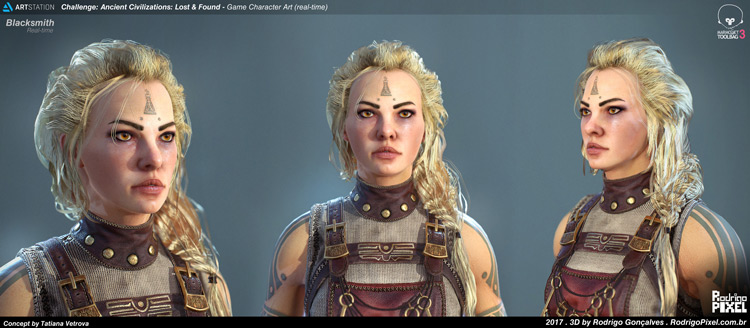 ARTSTATION
Challenge: Ancient Civilizations: Lost & Found - Game Character Art (real-time)
Blacksmith
Real-time
MARMOSET
TOOLBAG 3
Concept by Tatiana Vetrova
Rodrigo
PIXEL
2017 . 3D by Rodrigo Gonçalves . RodrigoPixel.com.br